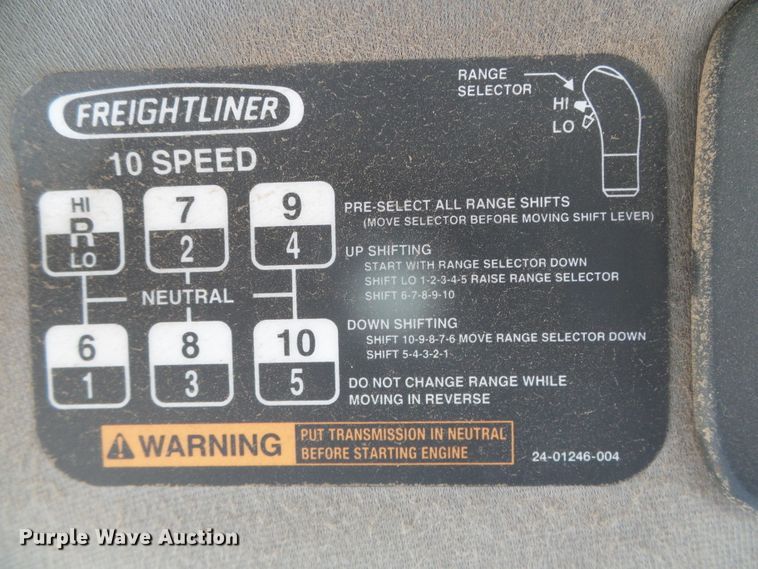 FREIGHTLINER
10 SPEED
RANGE
SELECTOR
HI
LO
HI
R
LO
7
2
9
4
NEUTRAL
6
1
8
3
10
5
PRE-SELECT ALL RANGE SHIFTS
(MOVE SELECTOR BEFORE MOVING SHIFT LEVER)
UP SHIFTING
START WITH RANGE SELECTOR DOWN
SHIFT LO 1-2-3-4-5 RAISE RANGE SELECTOR
SHIFT 6-7-8-9-10
DOWN SHIFTING
SHIFT 10-9-8-7-6 MOVE RANGE SELECTOR DOWN
SHIFT 5-4-3-2-1
DO NOT CHANGE RANGE WHILE
MOVING IN REVERSE
WARNING
PUT TRANSMISSION IN NEUTRAL
BEFORE STARTING ENGINE
24-01246-004
Purple Wave Auction